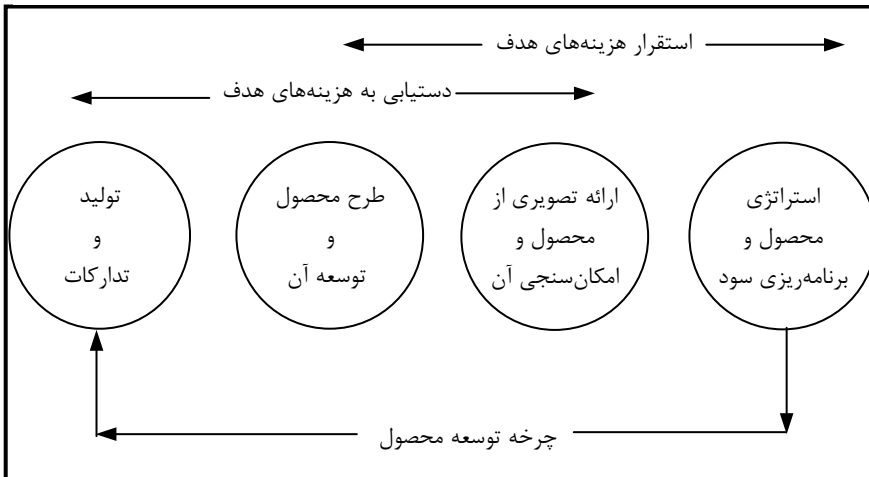 استقرار هزینه‌های هدف
دستیابی به هزینه‌های هدف
استراتژی
محصول و
برنامه‌ریزی سود
ارائه تصویری از
محصول و
امکان‌سنجی آن
طرح محصول
و
توسعه آن
تولید
و
تدارکات
چرخه توسعه محصول